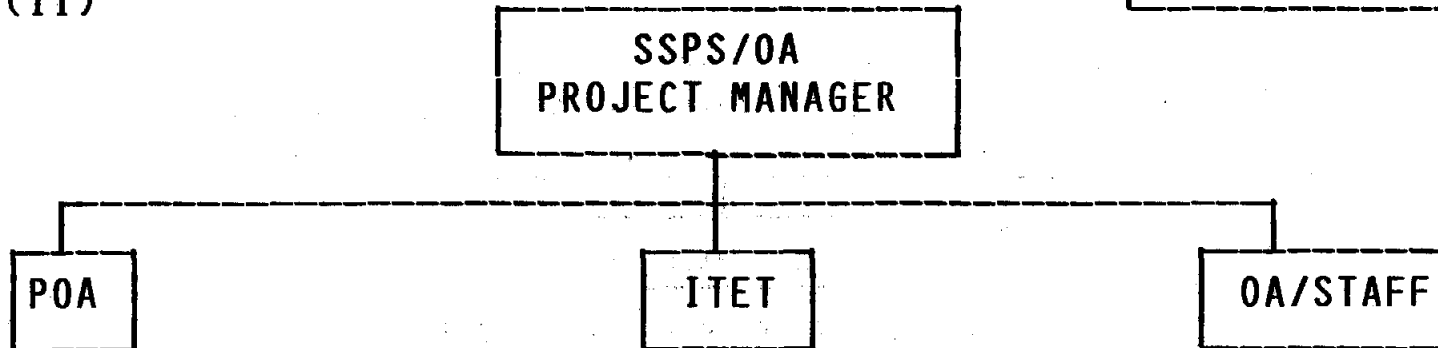 SSPS/OA
PROJECT MANAGER
POA
ITET
OA/STAFF